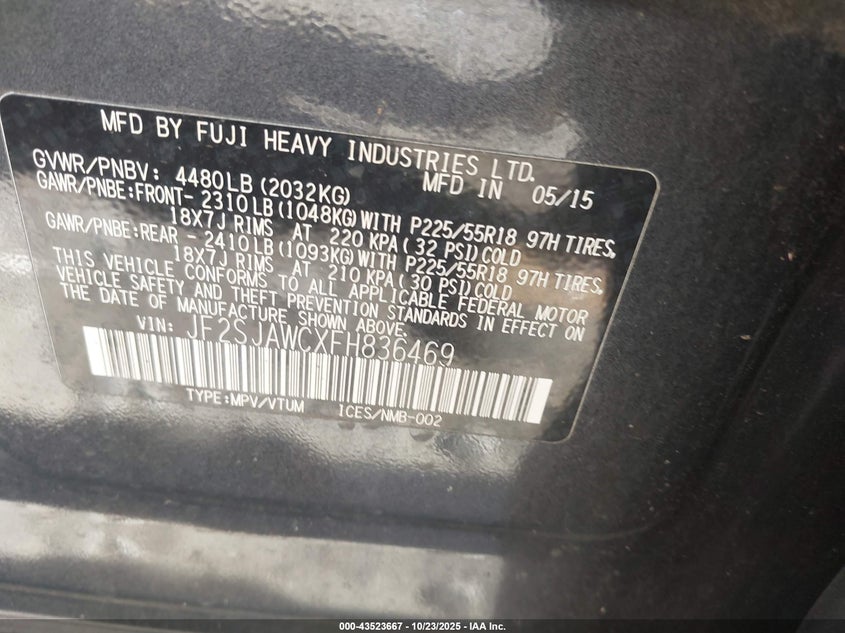 MFD BY FUJI HEAVY INDUSTRIES LTD.
GVWR/PNBV: 4480LB (2032KG) MFD IN 05/15
GAWR/PNBE:FRONT- 2310LB (1048KG) WITH P225/55R18 97H TIRES,
18X7J RIMS AT 220 KPA ( 32 PSI) COLD
GAWR/PNBE:REAR - 2410LB (1093KG) WITH P225/55R18 97H TIRES,
18X7J RIMS AT 210 KPA ( 30 PSI) COLD
THIS VEHICLE CONFORMS TO ALL APPLICABLE FEDERAL MOTOR
VEHICLE SAFETY AND THEFT PREVENTION STANDARDS IN EFFECT ON
THE DATE OF MANUFACTURE SHOWN ABOVE.
VIN: JF2SJAWCXFH836469
TYPE:MPV/VTUM ICES/NMB-002
000-43523667 - 10/23/2025 - IAA Inc.